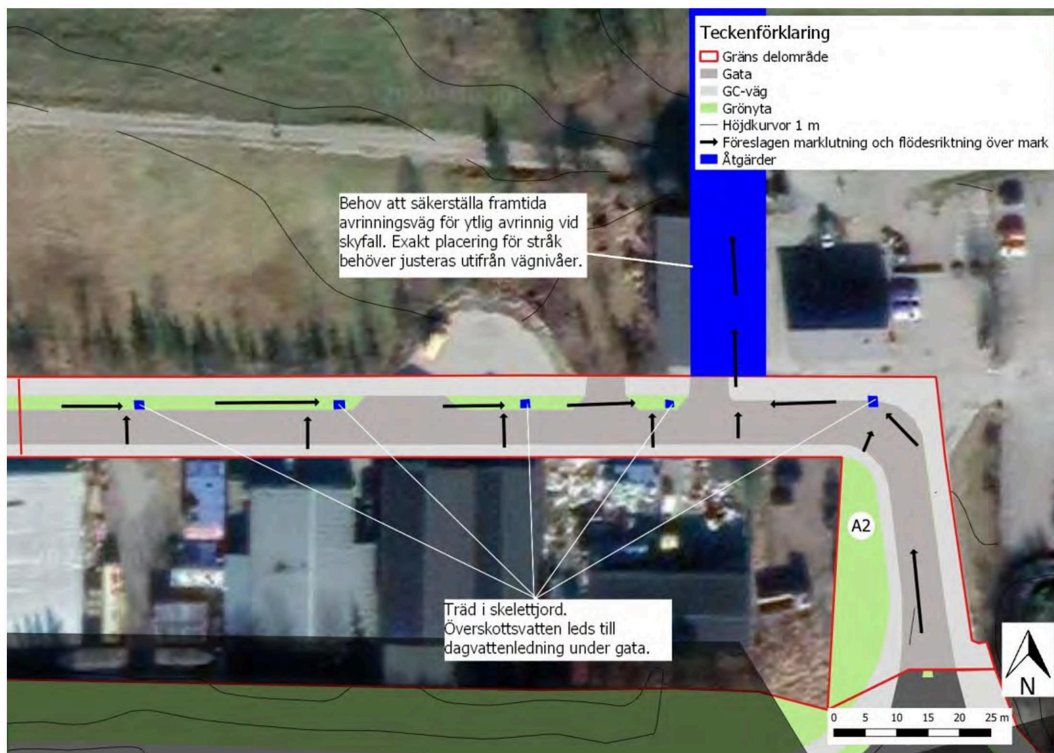 Teckenförklaring
Gräns delområde
Gata
GC-väg
Grönyta
Höjdkurvor 1 m
Föreslagen marklutning och flödesriktning över mark
Åtgärder
Behov att säkerställa framtida
avrinningsväg för ytlig avrinnig vid
skyfall. Exakt placering för stråk
behöver justeras utifrån vägnivåer.
A2
Träd i skelettjord.
Överskottsvatten leds till
dagvattenledning under gata.
N
0 5 10 15 20 25 m